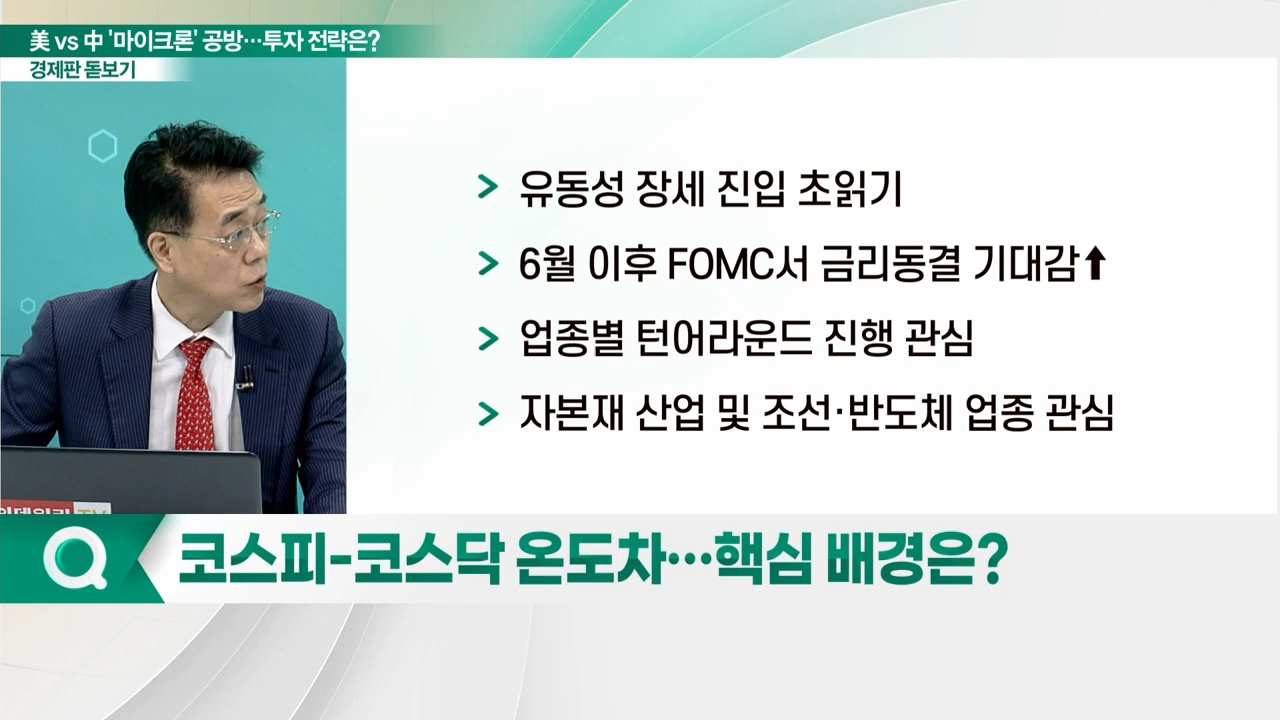 美 vs 中 '마이크론' 공방…투자 전략은?
경제판 돋보기
> 유동성 장세 진입 초읽기
> 6월 이후 FOMC서 금리동결 기대감⬆
> 업종별 턴어라운드 진행 관심
> 자본재 산업 및 조선·반도체 업종 관심
TV
Q 코스피-코스닥 온도차…핵심 배경은?